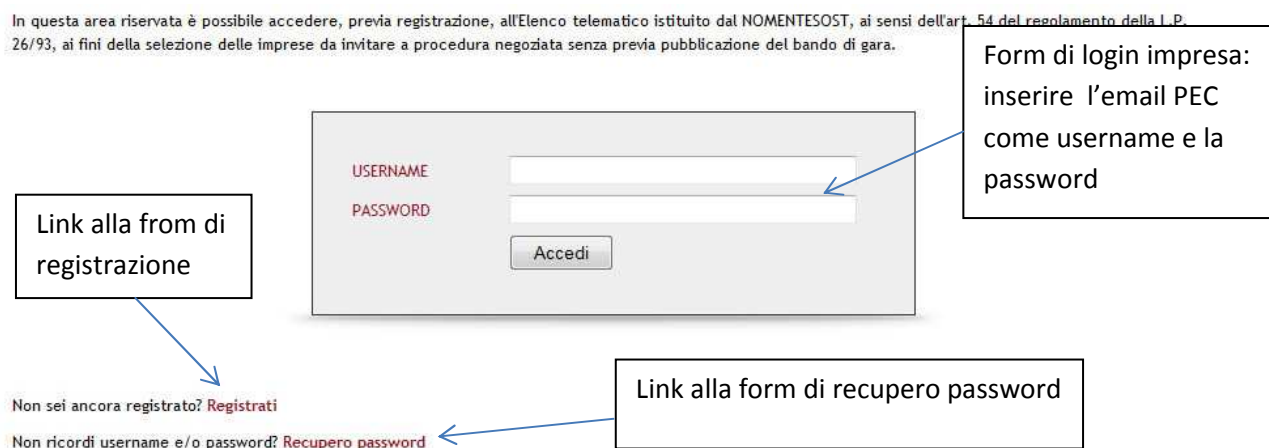 In questa area riservata è possibile accedere, previa registrazione, all'Elenco telematico istituito dal NOMENTESOST, ai sensi dell'art. 54 del regolamento della L.P.
26/93, ai fini della selezione delle imprese da invitare a procedura negoziata senza previa pubblicazione del bando di gara.
Form di login impresa:
inserire l'email PEC
come username e la
password
USERNAME
PASSWORD
Accedi
Link alla from di
registrazione
Link alla form di recupero password
Non sei ancora registrato? Registrati
Non ricordi username e/o password? Recupero password